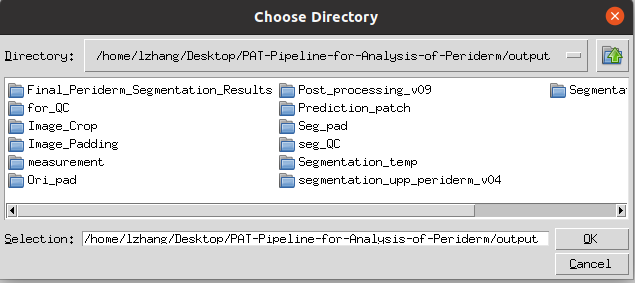 Choose Directory
Directory: /home/lzhang/Desktop/PAT-Pipeline-for-Analysis-of-Periderm/output
Final_Periderm_Segmentation_Results
for_QC
Image_Crop
Image_Padding
measurement
Ori_pad
Post_processing_v09
Prediction_patch
Seg_pad
seg_QC
Segmentation_temp
segmentation_upp_periderm_v04
Segmenta
Selection: /home/lzhang/Desktop/PAT-Pipeline-for-Analysis-of-Periderm/output
OK
Cancel